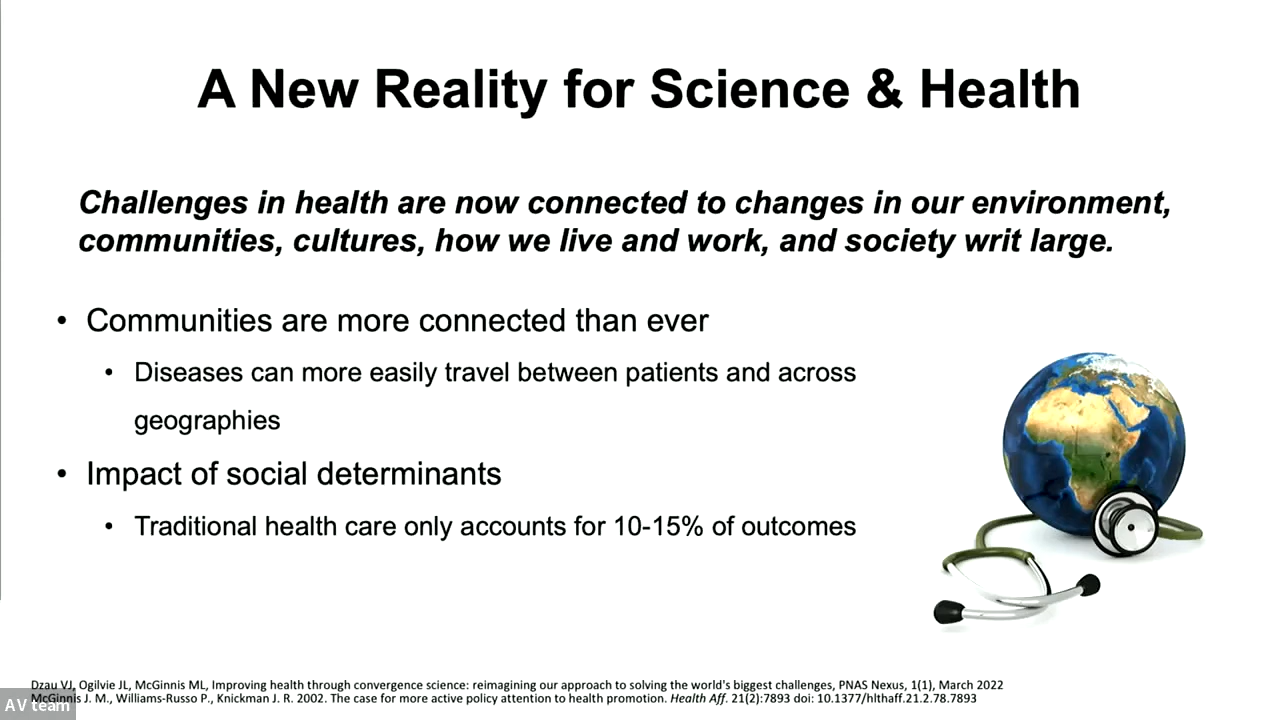 A New Reality for Science & Health
Challenges in health are now connected to changes in our environment,
communities, cultures, how we live and work, and society writ large.
• Communities are more connected than ever
• Diseases can more easily travel between patients and across
geographies
• Impact of social determinants
• Traditional health care only accounts for 10-15% of outcomes
Dzau VJ, Ogilvie JL, McGinnis ML, Improving health through convergence science: reimagining our approach to solving the world's biggest challenges, PNAS Nexus, 1(1), March 2022
McGinnis J. M., Williams-Russo P., Knickman J. R. 2002. The case for more active policy attention to health promotion. Health Aff. 21(2):7893 doi: 10.1377/hlthaff.21.2.78.7893
AV team